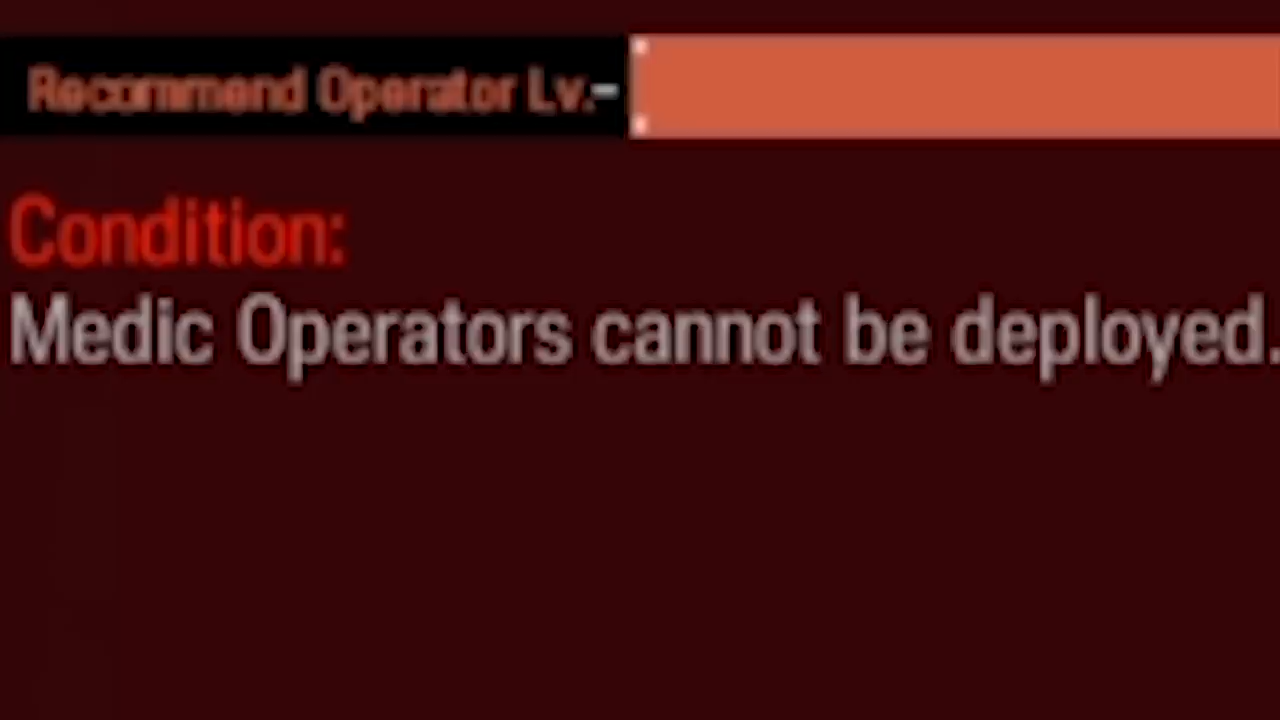 Recommend Operator Lv.-
Condition:
Medic Operators cannot be deployed.